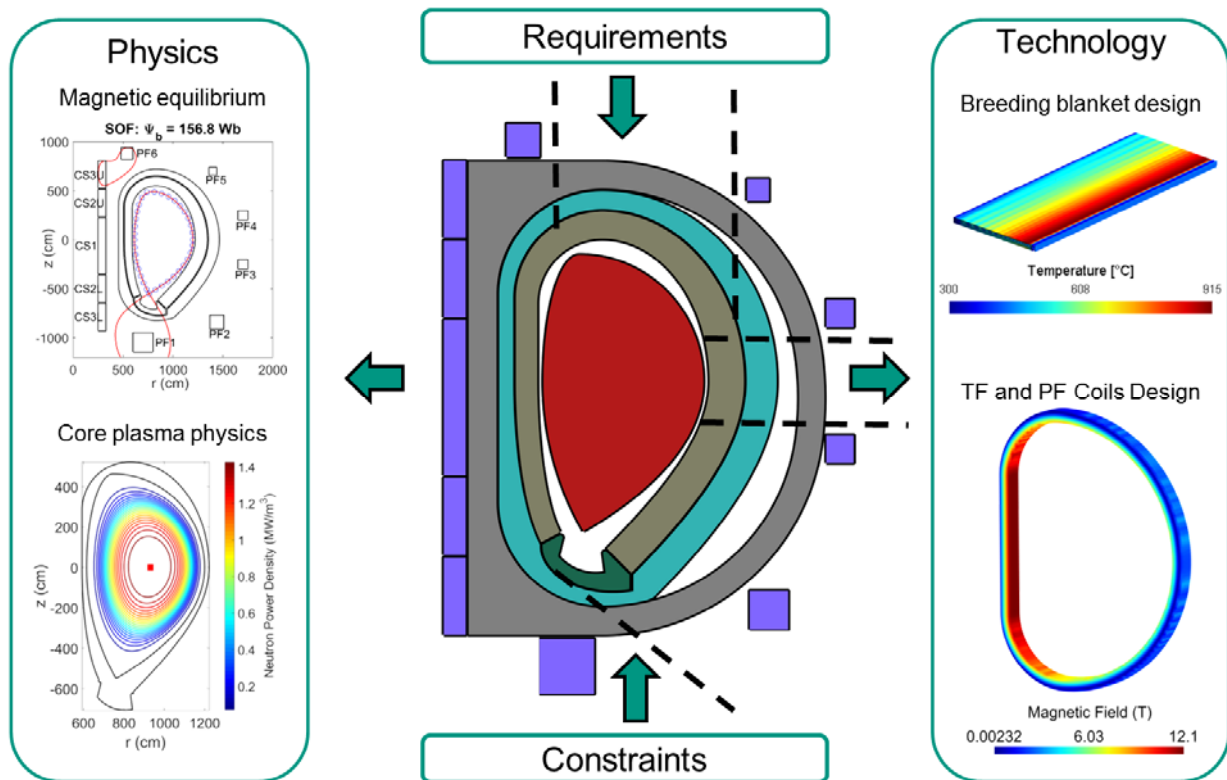 Physics
Magnetic equilibrium
SOF: Ψ_b = 156.8 Wb
1000
500
0
-500
-1000
z (cm)
CS3U
CS2U
CS1
CS2L
CS3L
PF6
PF5
PF4
PF3
PF2
PF1
0
500
1000
1500
2000
r (cm)
Core plasma physics
400
200
0
-200
-400
-600
z (cm)
600
800
1000
1200
r (cm)
1.4
1.2
1
0.8
0.6
0.4
0.2
Neutron Power Density (MW/m³)
Requirements
Constraints
Technology
Breeding blanket design
Temperature [°C]
300
608
915
TF and PF Coils Design
Magnetic Field (T)
0.00232
6.03
12.1